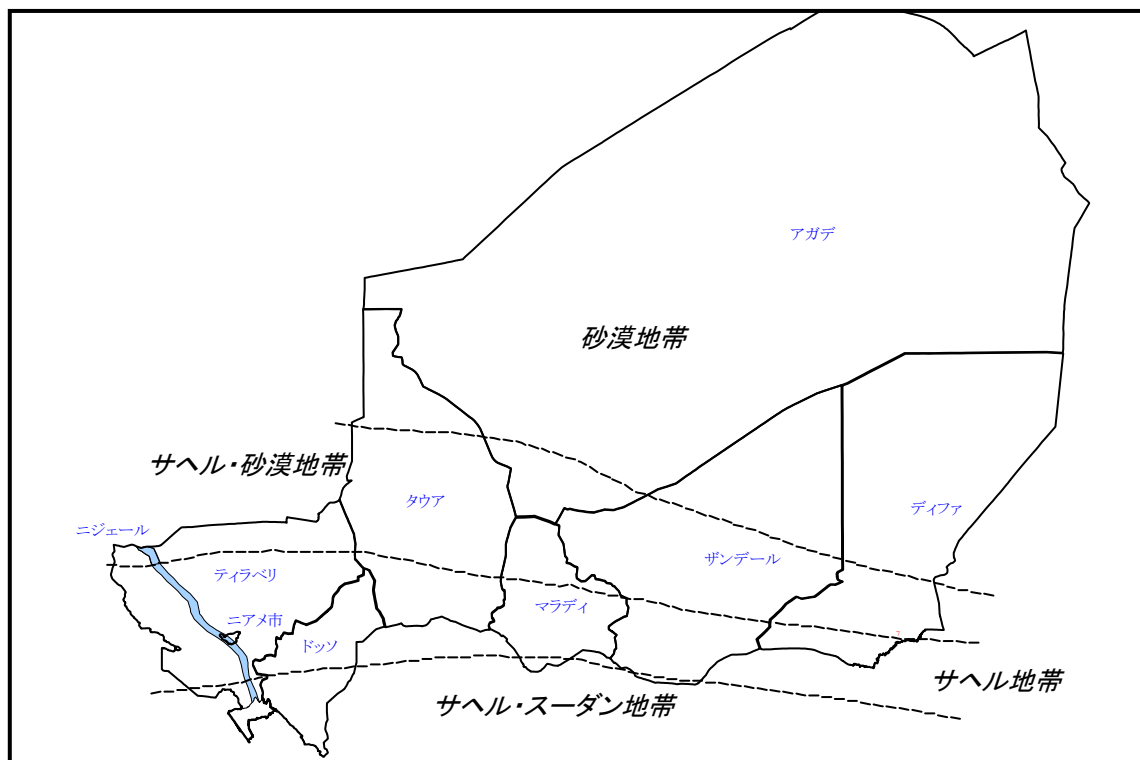 アガデ
砂漠地帯
サヘル・砂漠地帯
タウア
ディファ
ニジェール
ザンデール
ティラベリ
マラディ
ニアメ市
ドッソ
サヘル地帯
サヘル・スーダン地帯